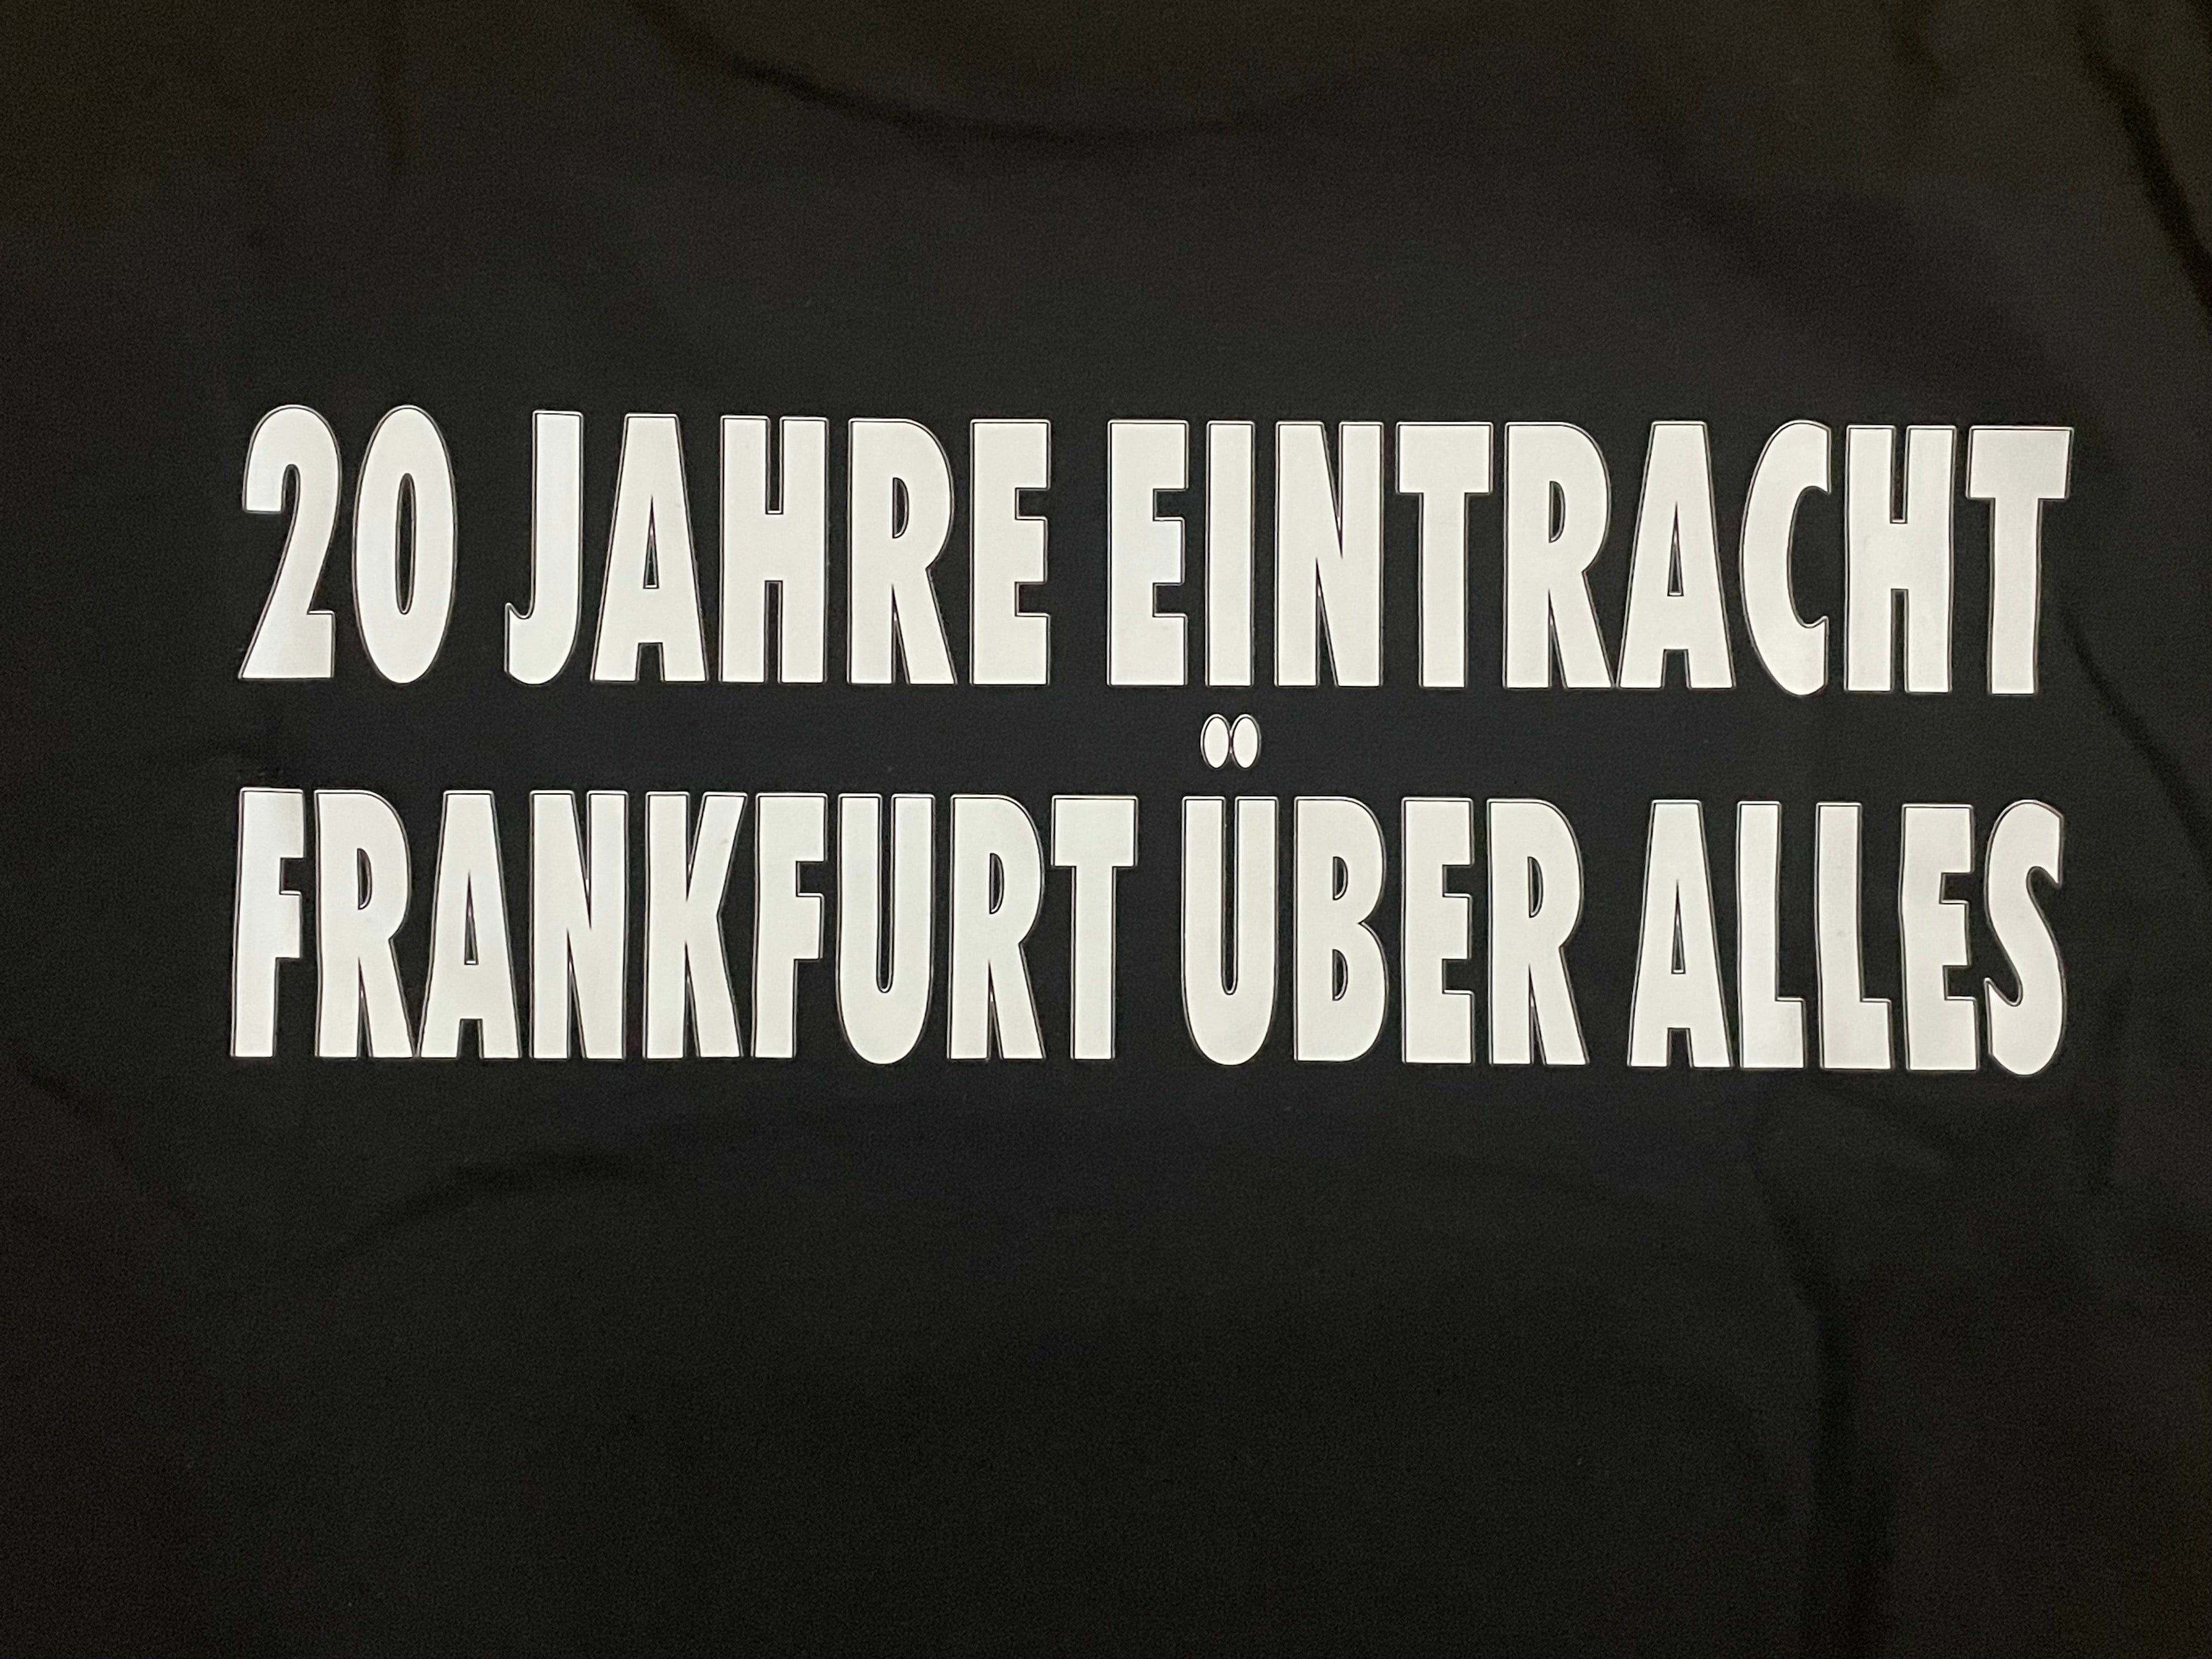 20 JAHRE EINTRACHT
FRANKFURT ÜBER ALLES